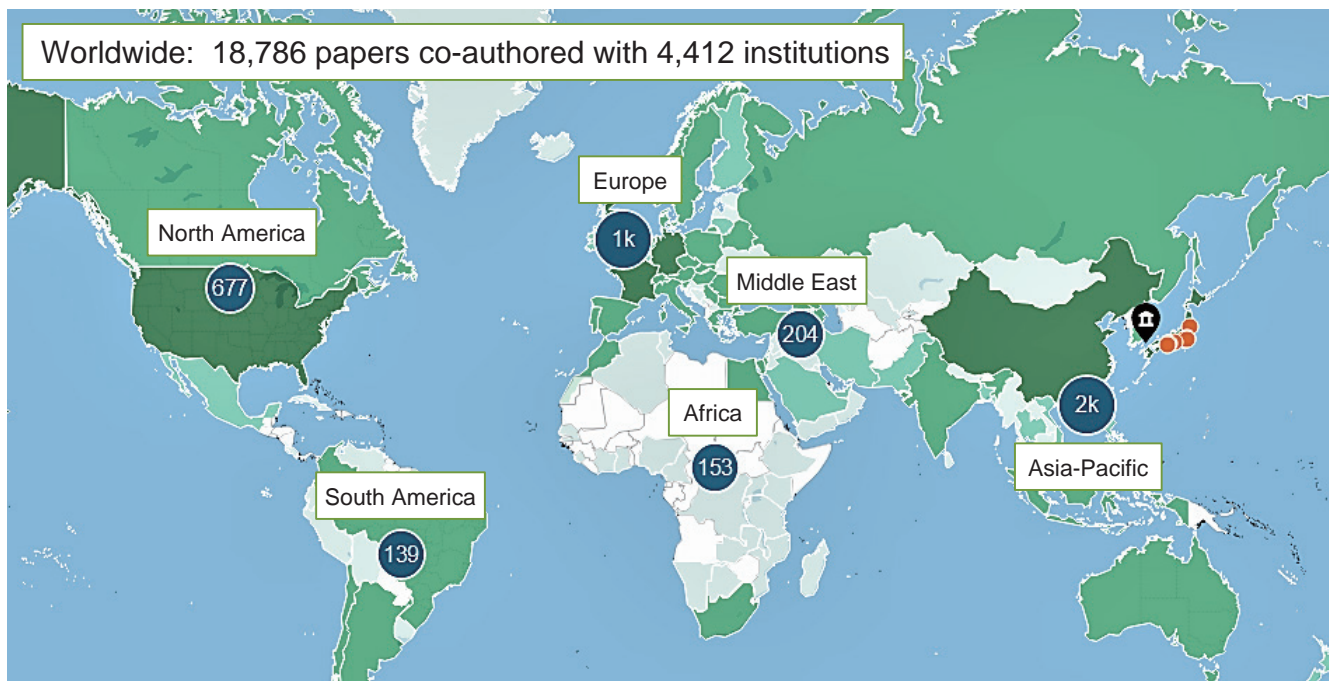 Worldwide:  18,786 papers co-authored with 4,412 institutions
Europe
1k
North America
677
Middle East
204
Africa
153
2k
Asia-Pacific
South America
139